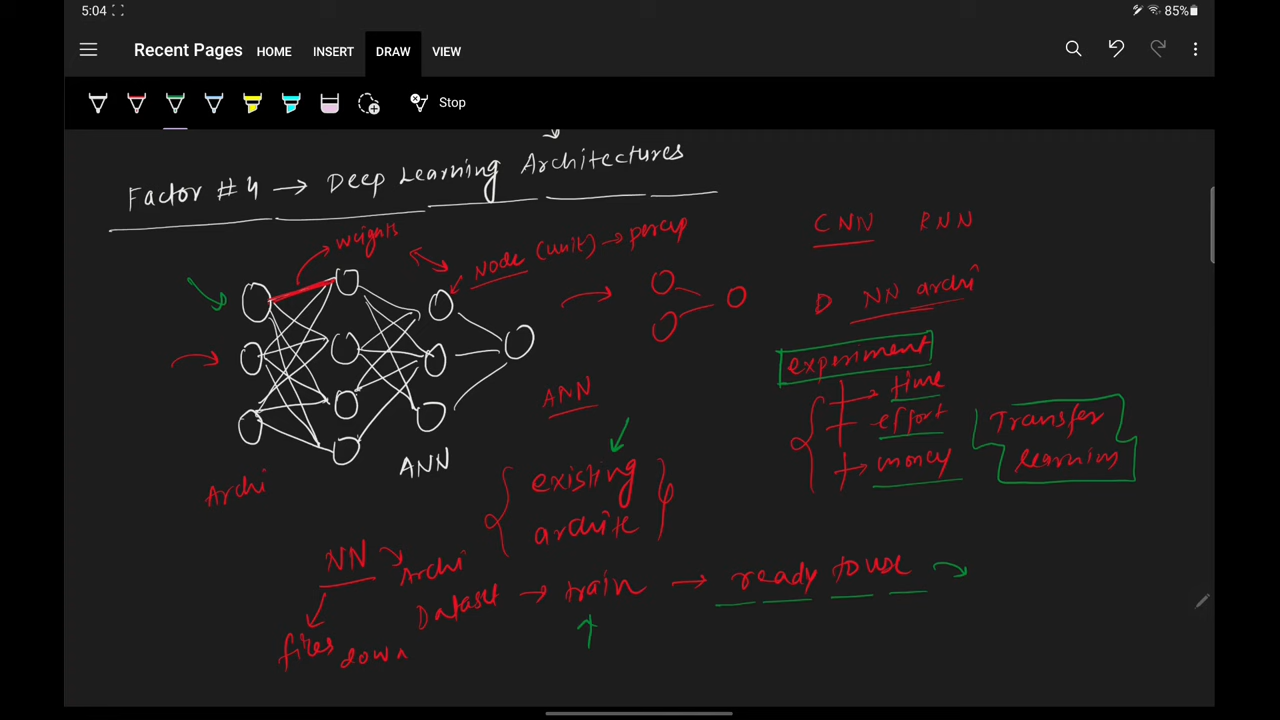 5:04
85%
Recent Pages HOME INSERT DRAW VIEW
Stop
Factor #4 → Deep Learning Architectures
weights
Node (unit) → percep
CNN RNN
D NN archi
experiment
time
effort
money
Transfer
learning
ANN
ANN
Archi
existing
archite
NN → Archi
Dataset → train → ready to use
files
down